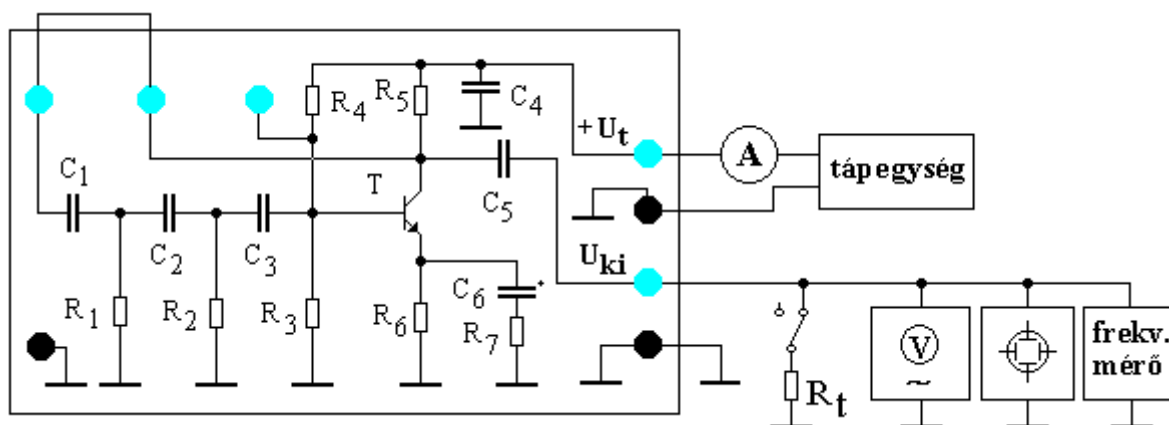 R4
R5
C4
+Ut
A
tápegység
C1
T
C5
C2
C3
Uki
C6
R1
R2
R3
R6
R7
V
~
frekv.
mérő
Rt